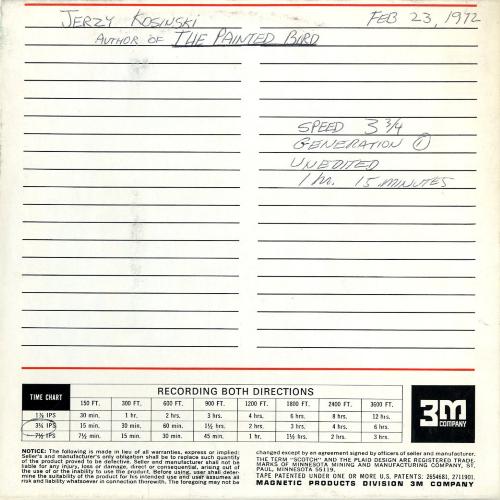 JERZY KOSINSKI FEB 23, 1972
AUTHOR OF THE PAINTED BIRD
SPEED 3 3/4
GENERATION ①
UNEDITED
1 hr. 15 MINUTES
RECORDING BOTH DIRECTIONS
TIME CHART 150 FT. 300 FT. 600 FT. 900 FT. 1200 FT. 1800 FT. 2400 FT. 3600 FT.
1⅞ IPS 30 min. 1 hr. 2 hrs. 3 hrs. 4 hrs. 6 hrs. 8 hrs. 12 hrs.
3¾ IPS 15 min. 30 min. 60 min. 1½ hrs. 2 hrs. 3 hrs. 4 hrs. 6 hrs.
7½ IPS 7½ min. 15 min. 30 min. 45 min. 1 hr. 1½ hrs. 2 hrs. 3 hrs.
3M
COMPANY
NOTICE: The following is made in lieu of all warranties, express or implied:
Seller's and manufacturer's only obligation shall be to replace such quantity
of the product proved to be defective. Seller and manufacturer shall not be
liable for any injury, loss or damage, direct or consequential, arising out
of the use of or the inability to use the product. Before using, user shall deter-
mine the suitability of the product for his intended use and user assumes all
risk and liability whatsoever in connection therewith. The foregoing may not be
changed except by an agreement signed by officers of seller and manufacturer.
THE TERM "SCOTCH" AND THE PLAID DESIGN ARE REGISTERED TRADE-
MARKS OF MINNESOTA MINING AND MANUFACTURING COMPANY, ST.
PAUL, MINNESOTA 55119.
TAPE PATENTED UNDER ONE OR MORE U.S. PATENTS: 2654681, 2711901.
MAGNETIC PRODUCTS DIVISION 3M COMPANY